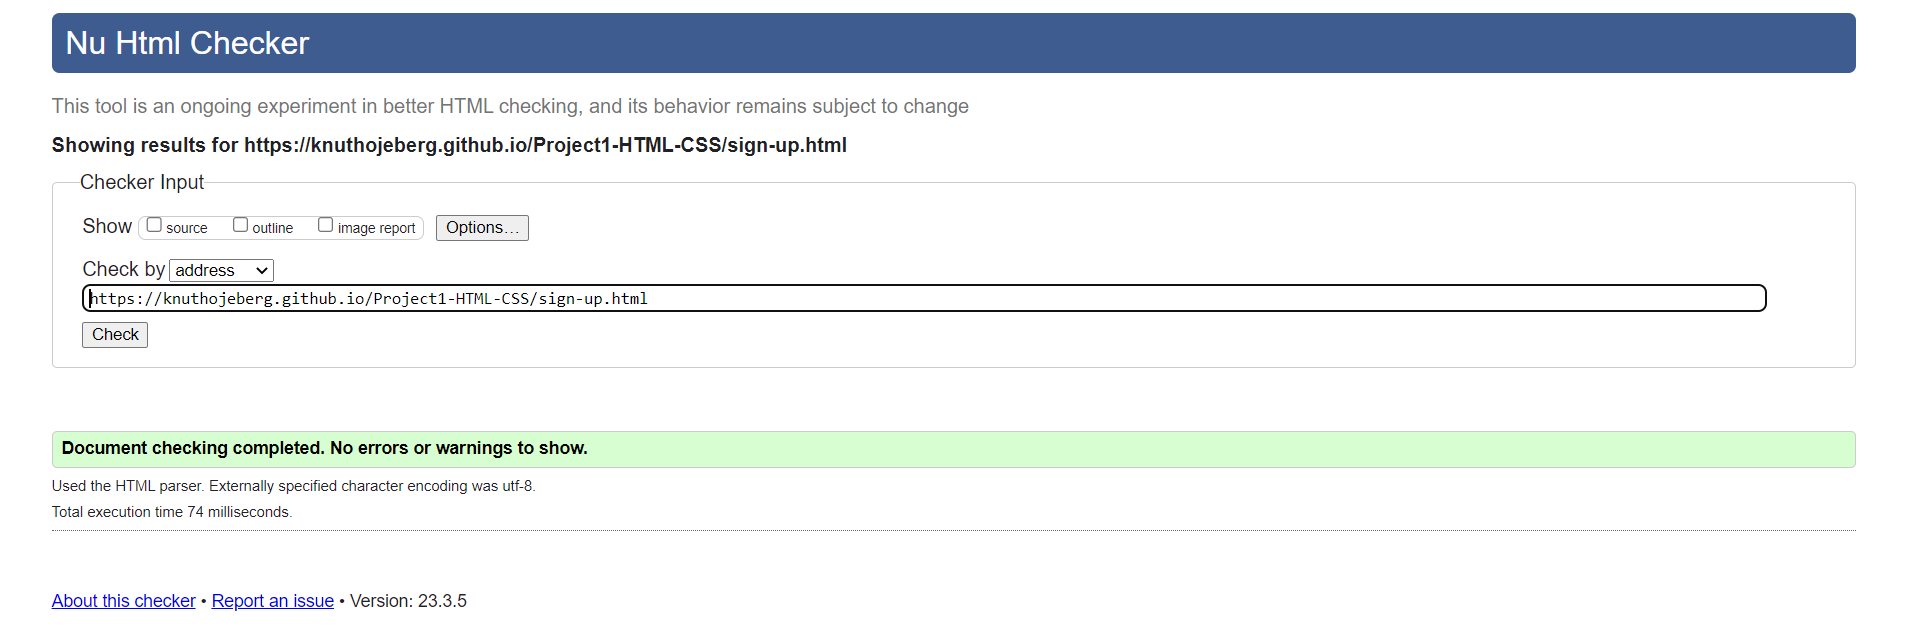 Nu Html Checker
This tool is an ongoing experiment in better HTML checking, and its behavior remains subject to change
Showing results for https://knuthojeberg.github.io/Project1-HTML-CSS/sign-up.html
Checker Input
Show source outline image report Options...
Check by address
https://knuthojeberg.github.io/Project1-HTML-CSS/sign-up.html
Check
Document checking completed. No errors or warnings to show.
Used the HTML parser. Externally specified character encoding was utf-8.
Total execution time 74 milliseconds.
About this checker • Report an issue • Version: 23.3.5